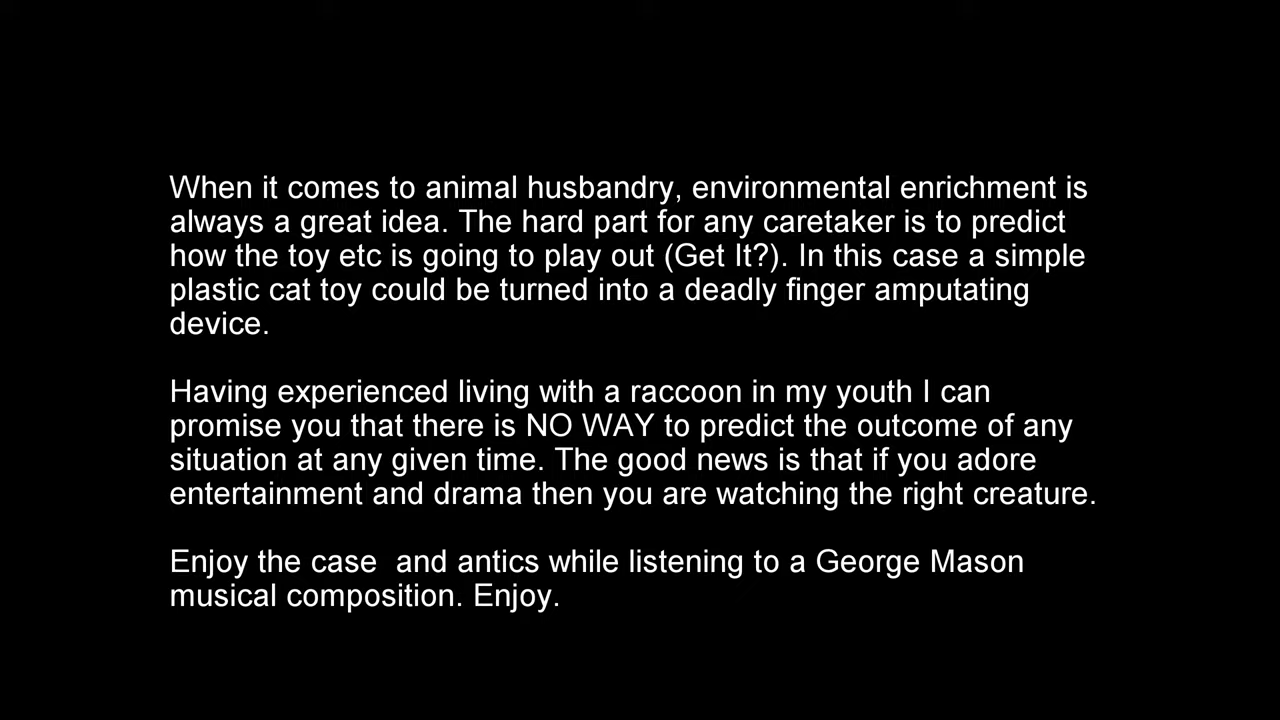 When it comes to animal husbandry, environmental enrichment is
always a great idea. The hard part for any caretaker is to predict
how the toy etc is going to play out (Get It?). In this case a simple
plastic cat toy could be turned into a deadly finger amputating
device.
Having experienced living with a raccoon in my youth I can
promise you that there is NO WAY to predict the outcome of any
situation at any given time. The good news is that if you adore
entertainment and drama then you are watching the right creature.
Enjoy the case  and antics while listening to a George Mason
musical composition. Enjoy.